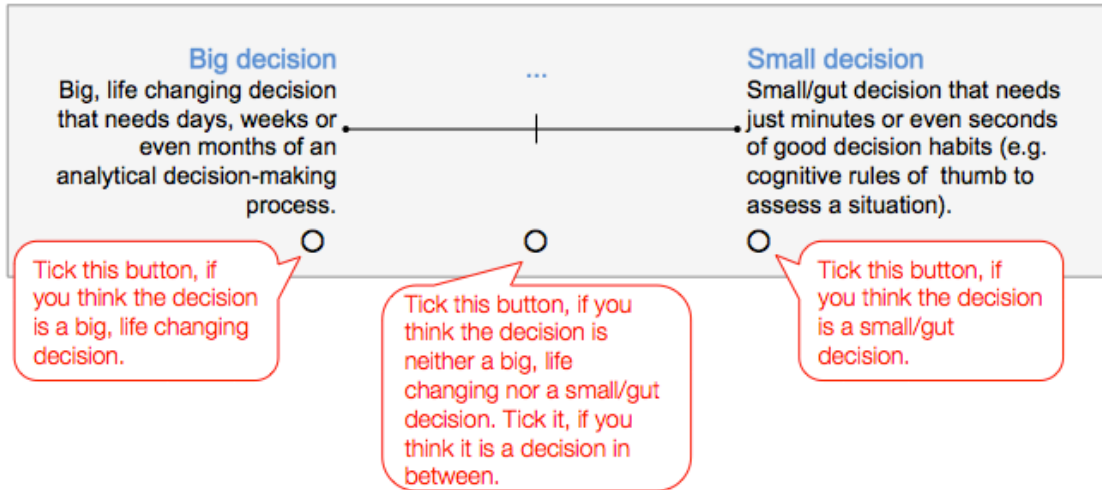 Big decision
Big, life changing decision
that needs days, weeks or
even months of an
analytical decision-making
process.
...
Small decision
Small/gut decision that needs
just minutes or even seconds
of good decision habits (e.g.
cognitive rules of thumb to
assess a situation).
Tick this button, if
you think the decision
is a big, life changing
decision.
Tick this button, if you
think the decision is
neither a big, life
changing nor a small/gut
decision. Tick it, if you
think it is a decision in
between.
Tick this button, if
you think the decision
is a small/gut
decision.